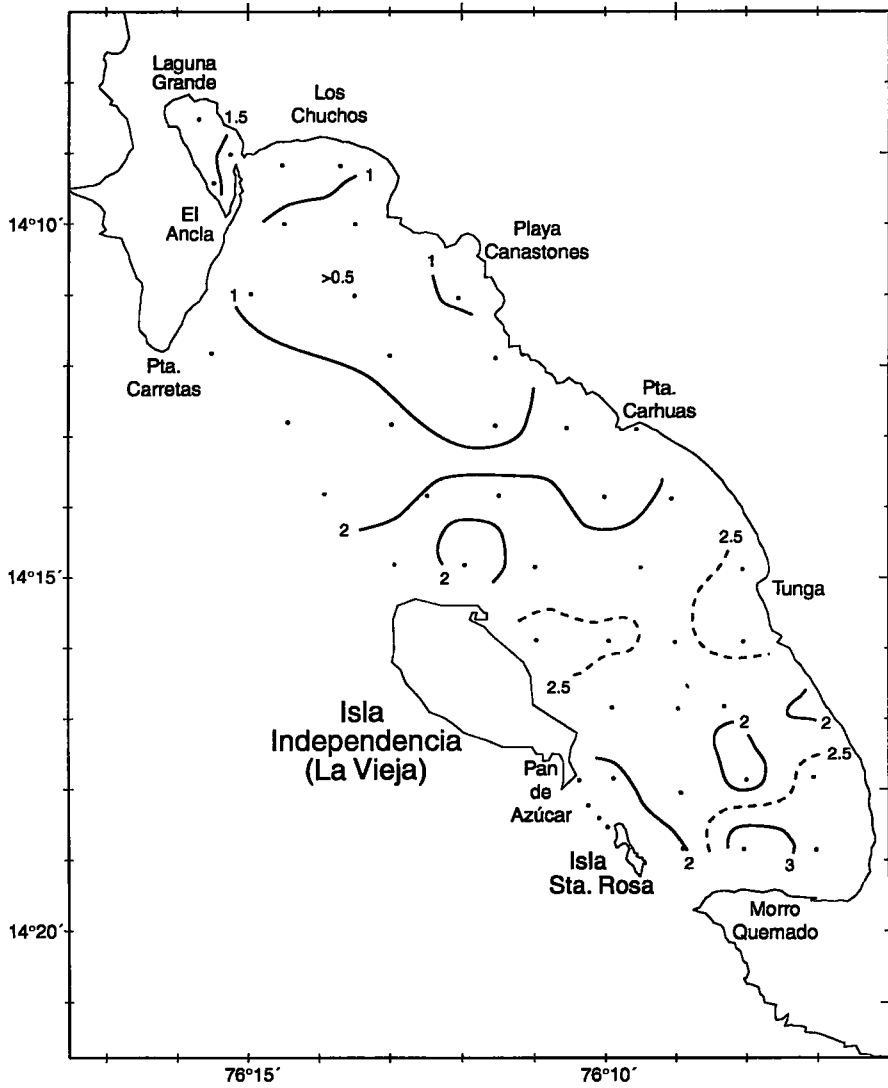 Laguna
Grande
1.5
Los
Chuchos
1
14°10´
El
Ancla
Playa
Canastones
>0.5
1
1
Pta.
Carretas
Pta.
Carhuas
2
2.5
2
14°15´
Tunga
2.5
Isla
Independencia
(La Vieja)
2
2
2.5
Pan
de
Azúcar
2
3
Isla
Sta. Rosa
Morro
Quemado
14°20´
76°15´
76°10´